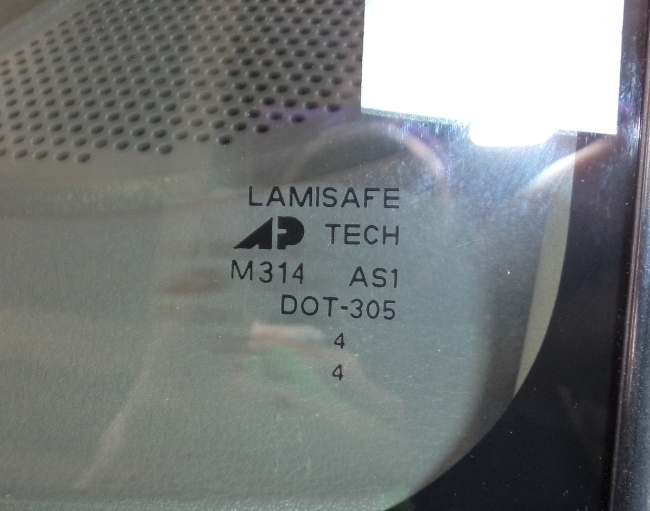 LAMISAFE
AP TECH
M314 AS1
DOT-305
4
4